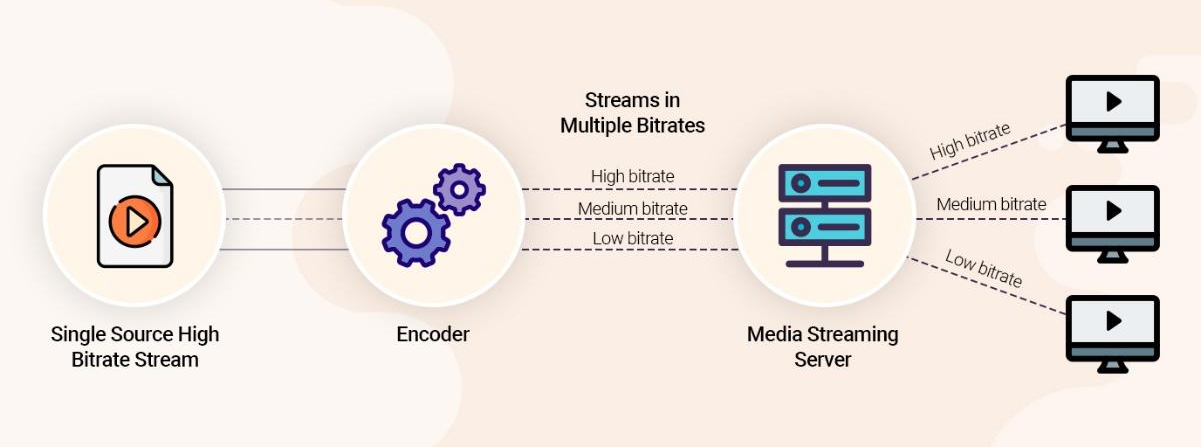 Streams in
Multiple Bitrates
High bitrate
Medium bitrate
Low bitrate
High bitrate
Medium bitrate
Low bitrate
Single Source High
Bitrate Stream
Encoder
Media Streaming
Server